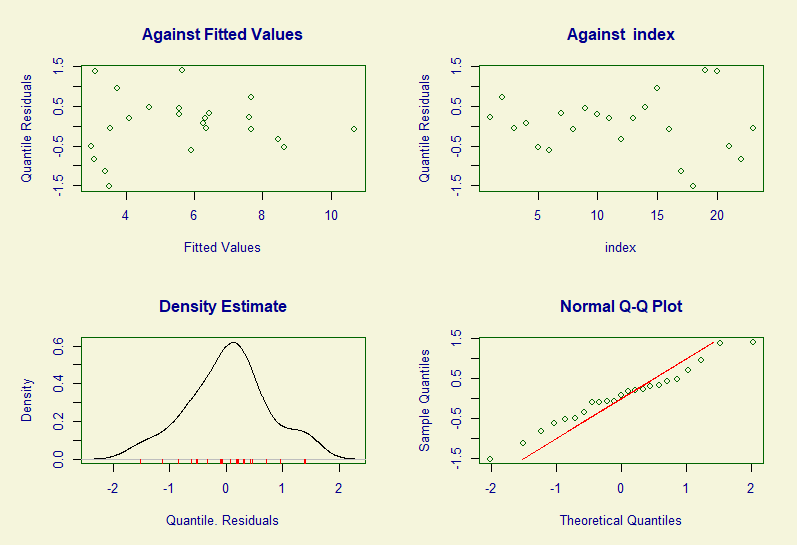 Against Fitted Values
Quantile Residuals
-1.5 -0.5 0.5 1.5
4 6 8 10
Fitted Values
Against index
Quantile Residuals
-1.5 -0.5 0.5 1.5
5 10 15 20
index
Density Estimate
Density
0.0 0.2 0.4 0.6
-2 -1 0 1 2
Quantile. Residuals
Normal Q-Q Plot
Sample Quantiles
-1.5 -0.5 0.5 1.5
-2 -1 0 1 2
Theoretical Quantiles